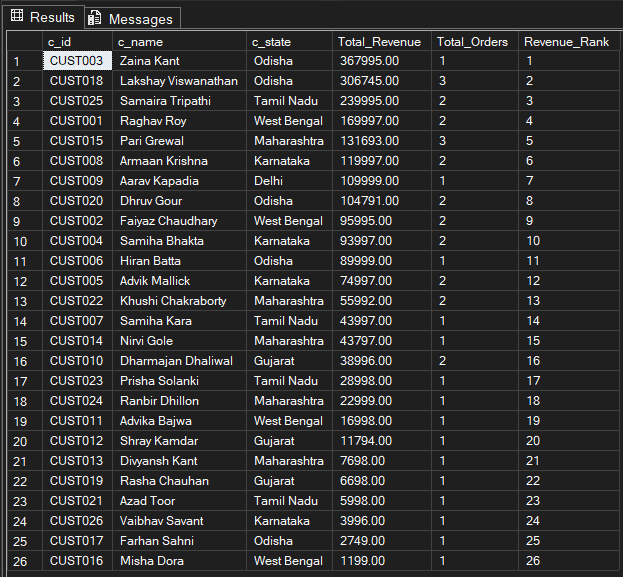 Results Messages
c_id c_name c_state Total_Revenue Total_Orders Revenue_Rank
1 CUST003 Zaina Kant Odisha 367995.00 1 1
2 CUST018 Lakshay Viswanathan Odisha 306745.00 3 2
3 CUST025 Samaira Tripathi Tamil Nadu 239995.00 2 3
4 CUST001 Raghav Roy West Bengal 169997.00 2 4
5 CUST015 Pari Grewal Maharashtra 131693.00 3 5
6 CUST008 Armaan Krishna Karnataka 119997.00 2 6
7 CUST009 Aarav Kapadia Delhi 109999.00 1 7
8 CUST020 Dhruv Gour Odisha 104791.00 2 8
9 CUST002 Faiyaz Chaudhary West Bengal 95995.00 2 9
10 CUST004 Samiha Bhakta Karnataka 93997.00 2 10
11 CUST006 Hiran Batta Odisha 89999.00 1 11
12 CUST005 Advik Mallick Karnataka 74997.00 2 12
13 CUST022 Khushi Chakraborty Maharashtra 55992.00 2 13
14 CUST007 Samiha Kara Tamil Nadu 43997.00 1 14
15 CUST014 Nirvi Gole Maharashtra 43797.00 1 15
16 CUST010 Dharmajan Dhaliwal Gujarat 38996.00 2 16
17 CUST023 Prisha Solanki Tamil Nadu 28998.00 1 17
18 CUST024 Ranbir Dhillon Maharashtra 22999.00 1 18
19 CUST011 Advika Bajwa West Bengal 16998.00 1 19
20 CUST012 Shray Kamdar Gujarat 11794.00 1 20
21 CUST013 Divyansh Kant Maharashtra 7698.00 1 21
22 CUST019 Rasha Chauhan Gujarat 6698.00 1 22
23 CUST021 Azad Toor Tamil Nadu 5998.00 1 23
24 CUST026 Vaibhav Savant Karnataka 3996.00 1 24
25 CUST017 Farhan Sahni Odisha 2749.00 1 25
26 CUST016 Misha Dora West Bengal 1199.00 1 26